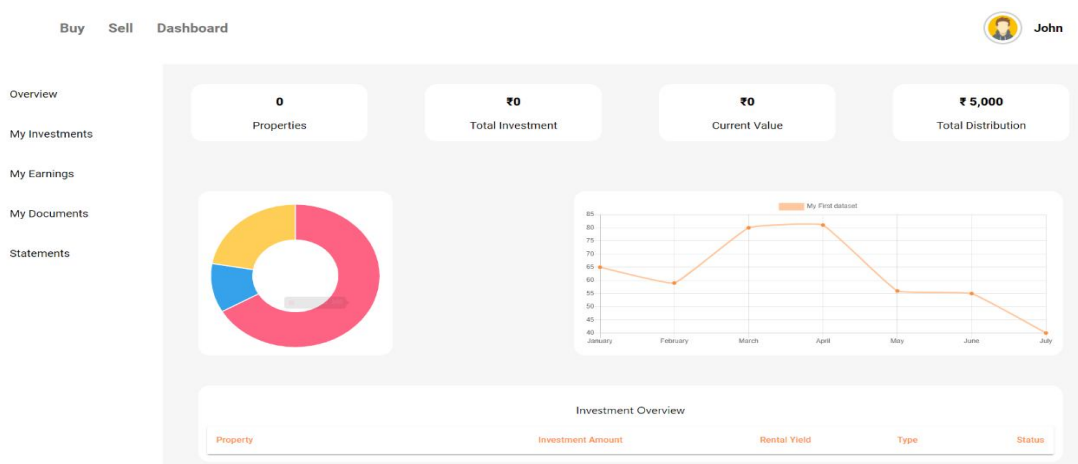 Buy Sell Dashboard John
Overview
My Investments
My Earnings
My Documents
Statements
0
Properties
₹0
Total Investment
₹0
Current Value
₹ 5,000
Total Distribution
My First dataset
85
80
75
70
65
60
55
50
45
40
January February March April May June July
Investment Overview
Property Investment Amount Rental Yield Type Status